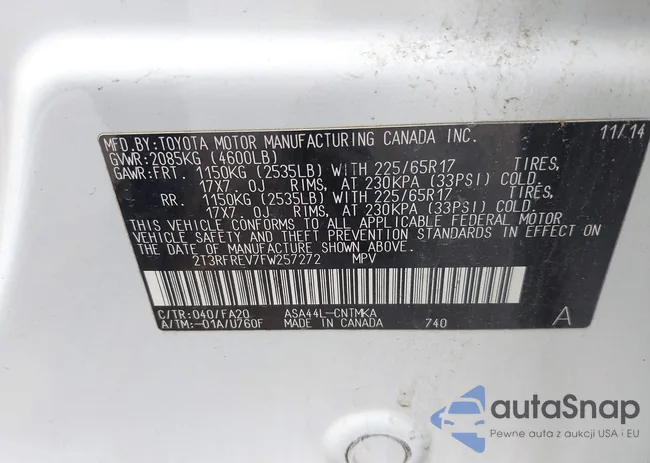 MFD.BY:TOYOTA MOTOR MANUFACTURING CANADA INC. 11/14
GVWR:2085KG (4600LB)
GAWR:FRT. 1150KG (2535LB) WITH 225/65R17 TIRES,
17X7.0J RIMS, AT 230KPA (33PSI) COLD.
RR. 1150KG (2535LB) WITH 225/65R17 TIRES,
17X7.0J RIMS, AT 230KPA (33PSI) COLD.
THIS VEHICLE CONFORMS TO ALL APPLICABLE FEDERAL MOTOR
VEHICLE SAFETY AND THEFT PREVENTION STANDARDS IN EFFECT ON
THE DATE OF MANUFACTURE SHOWN ABOVE.
2T3RFREV7FW257272 MPV
C/TR:040/FA20 ASA44L-CNTMKA
A/TM:-01A/U760F MADE IN CANADA 740 A
autaSnap
Pewne auta z aukcji USA i EU